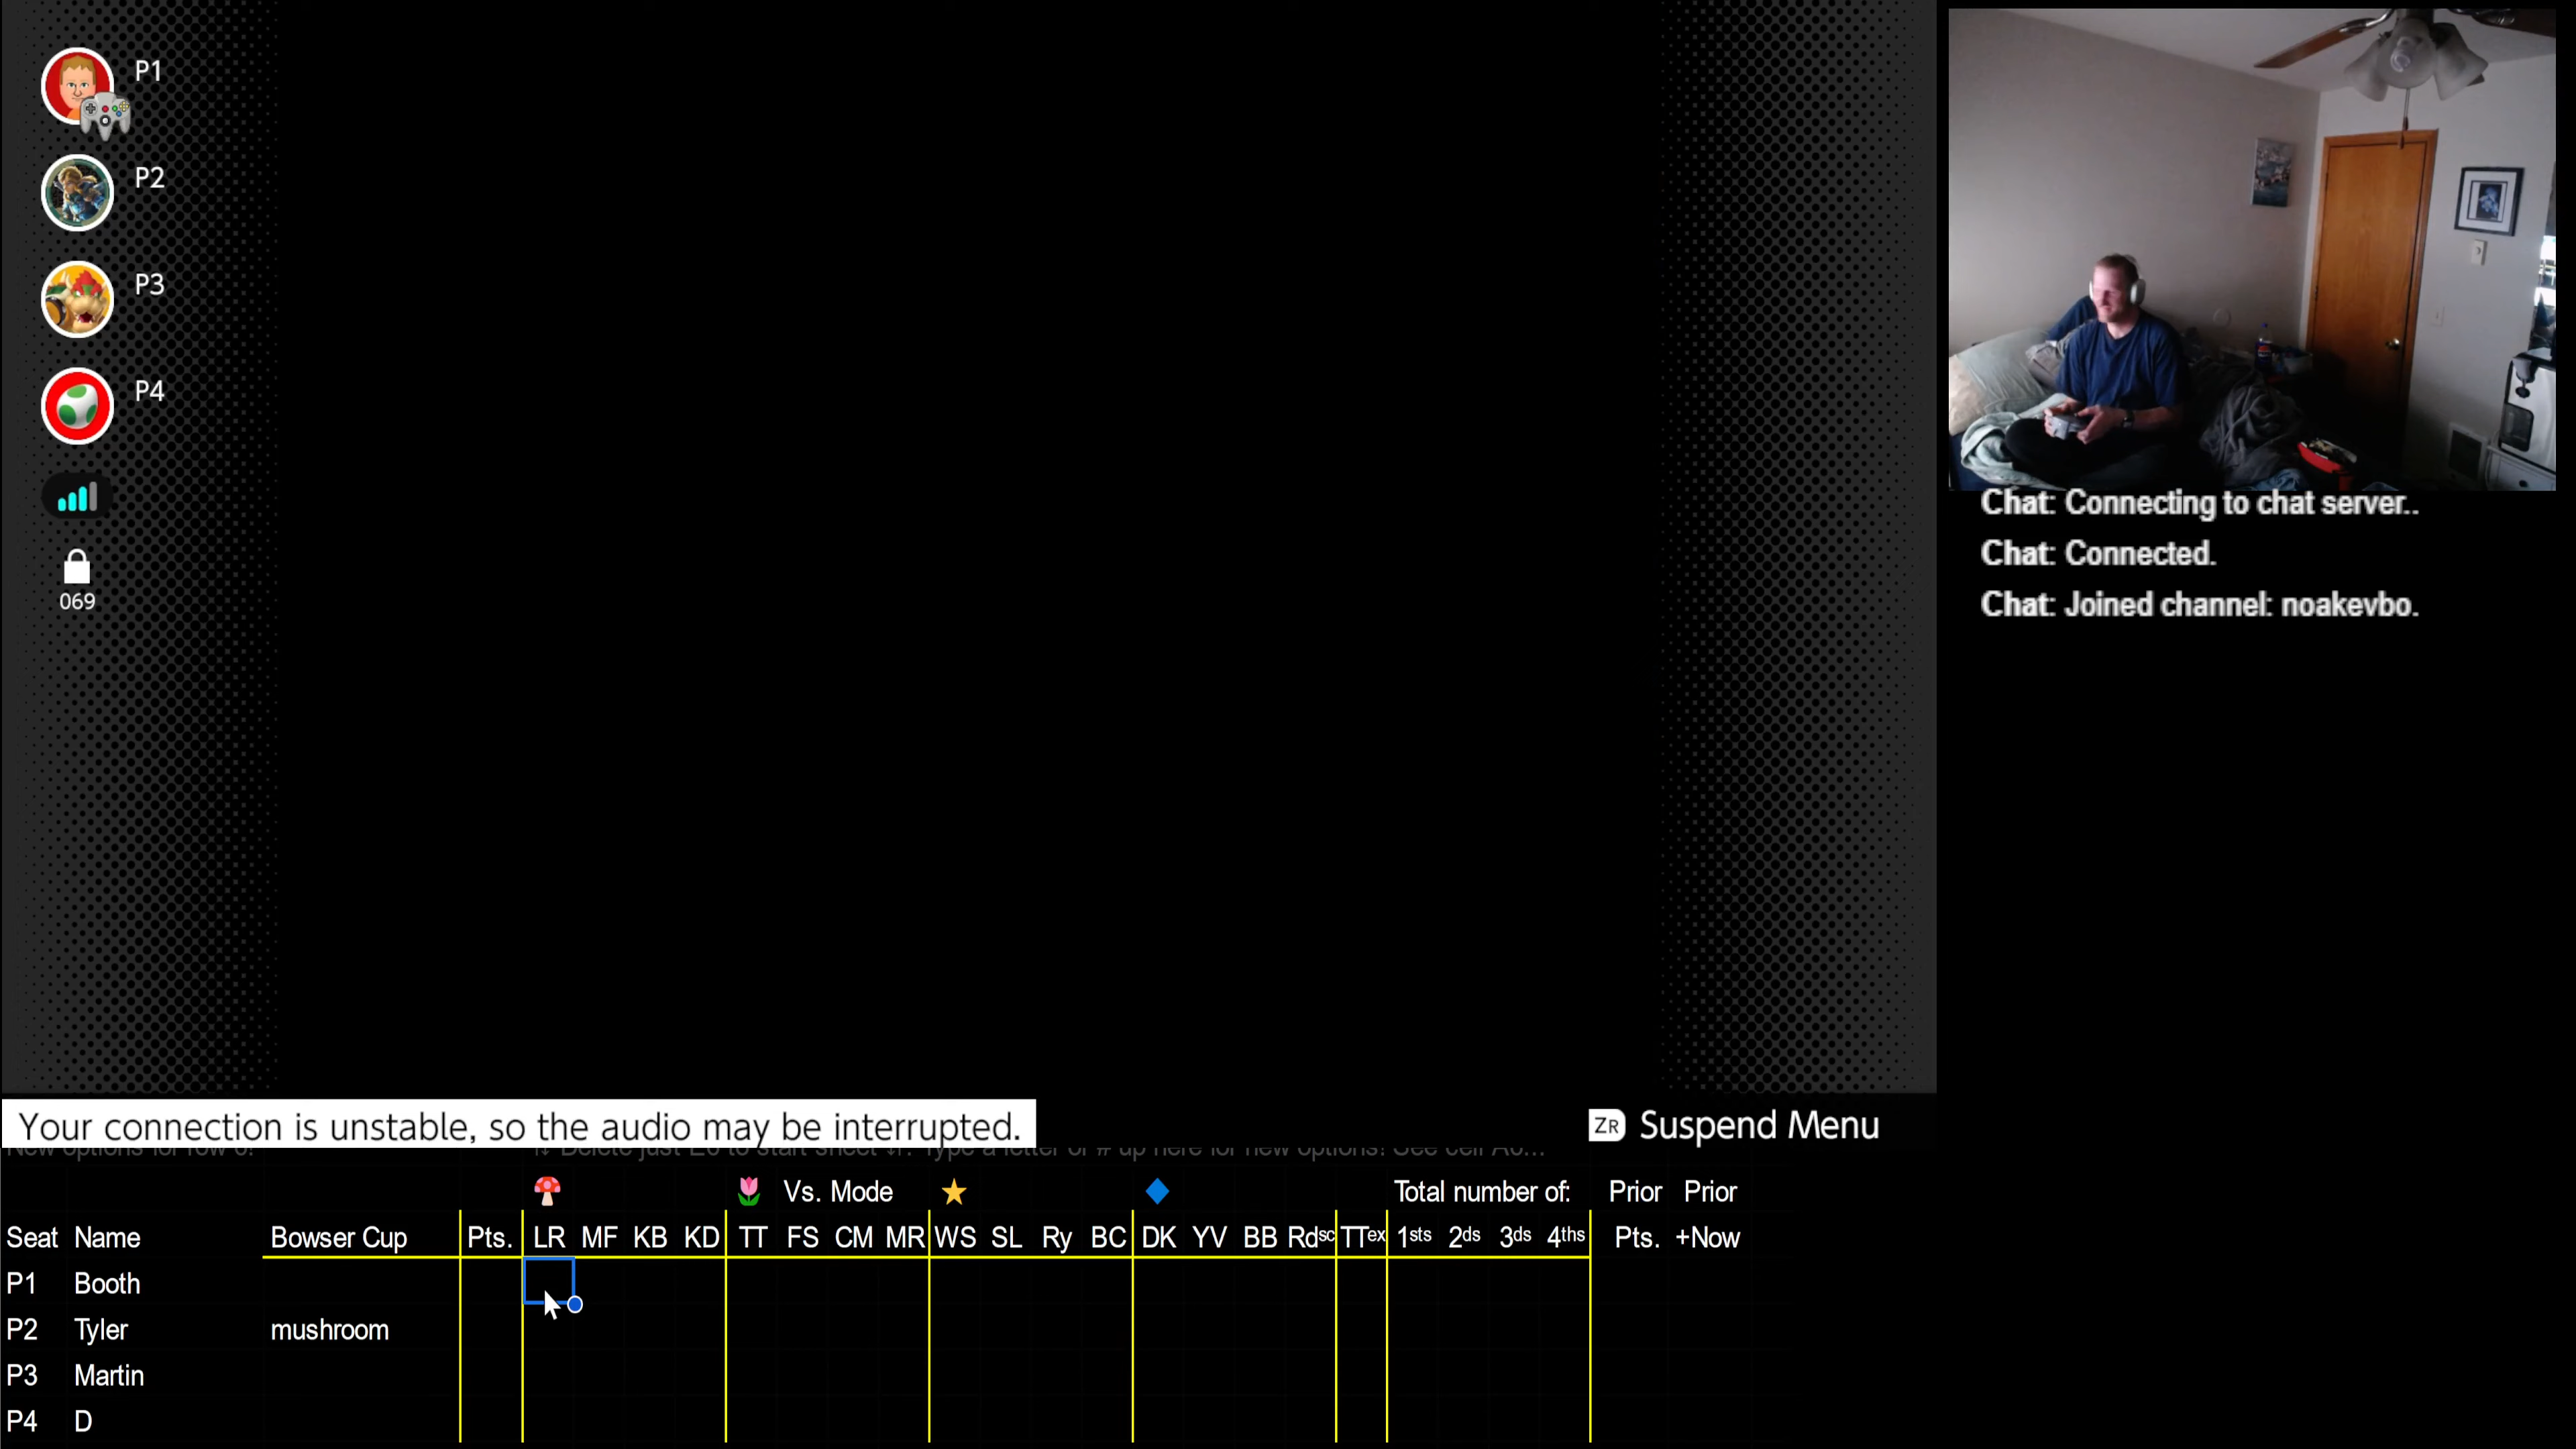 P1
P2
P3
P4
069
Chat: Connecting to chat server..
Chat: Connected.
Chat: Joined channel: noakevbo.
Your connection is unstable, so the audio may be interrupted.
ZR Suspend Menu
Vs. Mode Total number of: Prior Prior
Seat Name Bowser Cup Pts. LR MF KB KD TT FS CM MR WS SL Ry BC DK YV BB Rdsc TTex 1sts 2ds 3ds 4ths Pts. +Now
P1 Booth
P2 Tyler mushroom
P3 Martin
P4 D